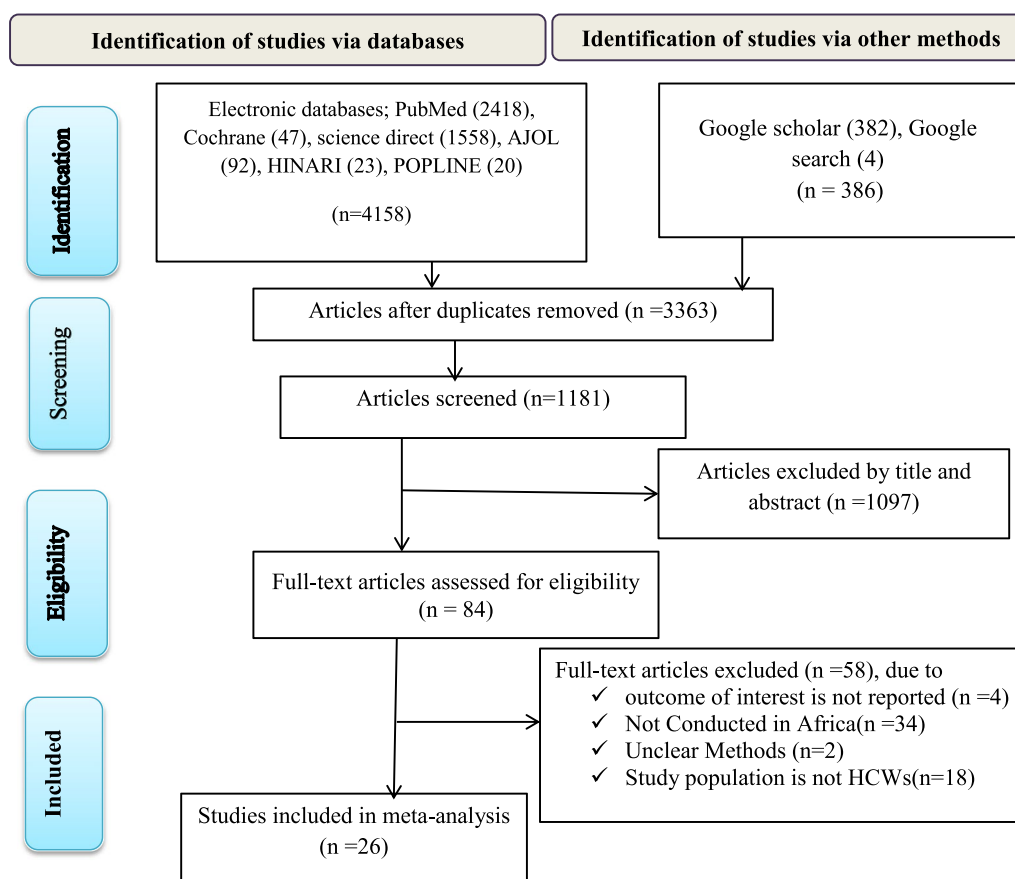 Identification of studies via databases
Identification of studies via other methods
Identification
Electronic databases; PubMed (2418),
Cochrane (47), science direct (1558), AJOL
(92), HINARI (23), POPLINE (20)
(n=4158)
Google scholar (382), Google
search (4)
(n = 386)
Screening
Articles after duplicates removed (n =3363)
Articles screened (n=1181)
Articles excluded by title and
abstract (n =1097)
Eligibility
Full-text articles assessed for eligibility
(n = 84)
Full-text articles excluded (n =58), due to
✓ outcome of interest is not reported (n =4)
✓ Not Conducted in Africa(n =34)
✓ Unclear Methods (n=2)
✓ Study population is not HCWs(n=18)
Included
Studies included in meta-analysis
(n =26)